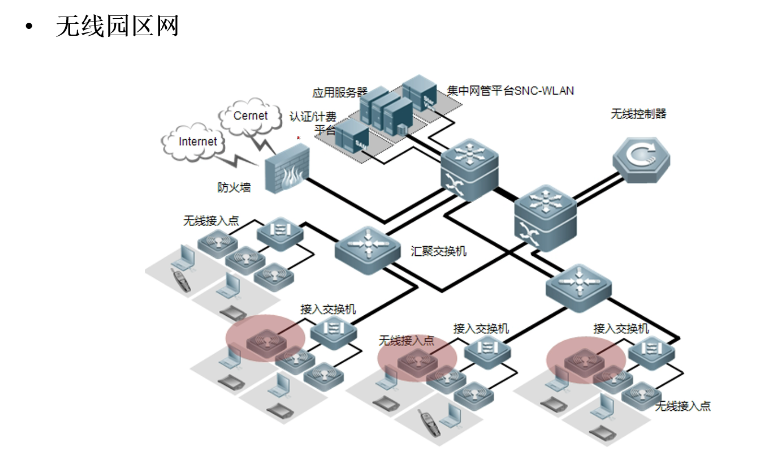 • 无线园区网
应用服务器
集中网管平台SNC-WLAN
Cernet
认证/计费
平台
无线控制器
Internet
防火墙
无线接入点
汇聚交换机
接入交换机
无线接入点
接入交换机
接入交换机
无线接入点